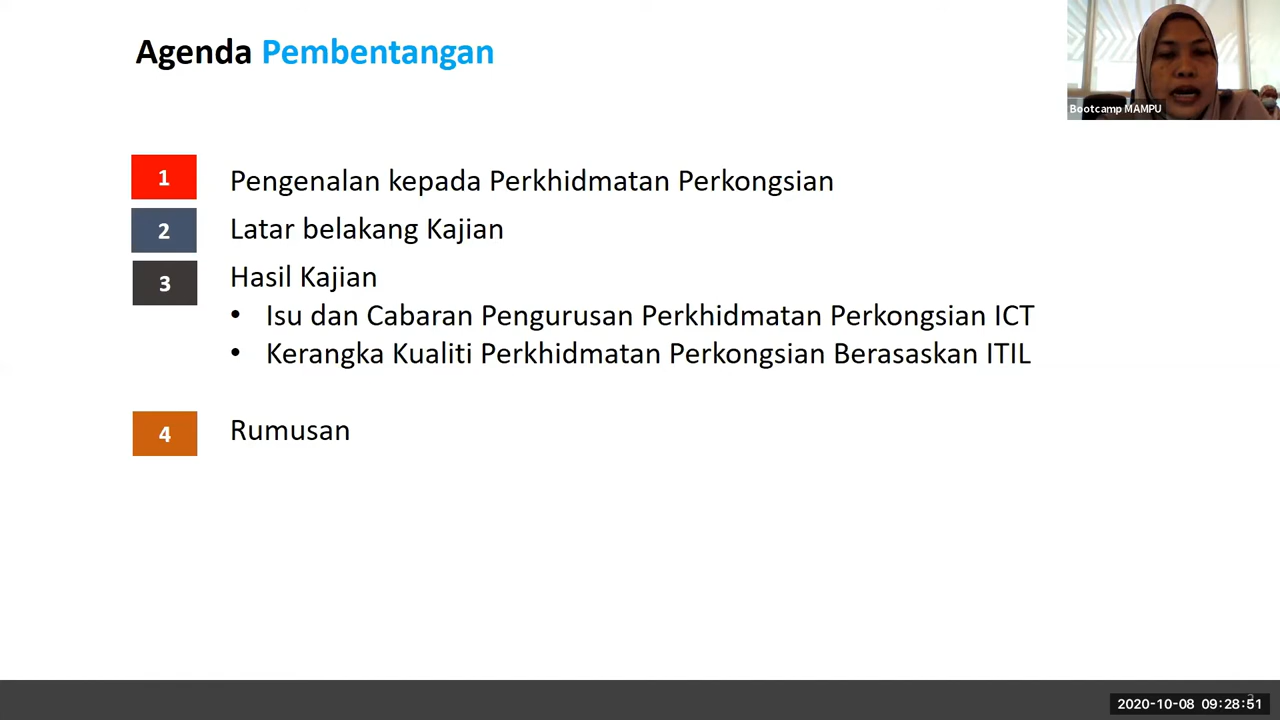 Agenda Pembentangan
Bootcamp MAMPU
1 Pengenalan kepada Perkhidmatan Perkongsian
2 Latar belakang Kajian
3 Hasil Kajian
• Isu dan Cabaran Pengurusan Perkhidmatan Perkongsian ICT
• Kerangka Kualiti Perkhidmatan Perkongsian Berasaskan ITIL
4 Rumusan
2020-10-08 09:28:51